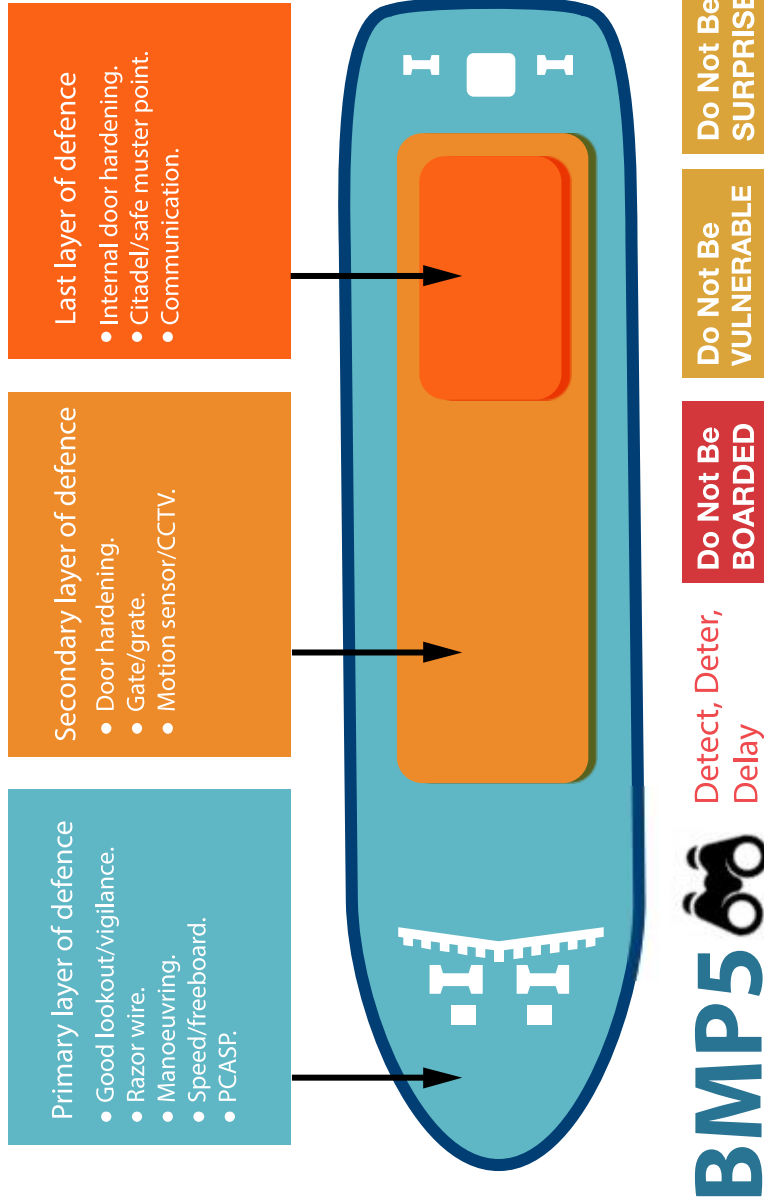 Primary layer of defence
• Good lookout/vigilance.
• Razor wire.
• Manoeuvring.
• Speed/freeboard.
• PCASP.
Secondary layer of defence
• Door hardening.
• Gate/grate.
• Motion sensor/CCTV.
Last layer of defence
• Internal door hardening.
• Citadel/safe muster point.
• Communication.
BMP5
Detect, Deter,
Delay
Do Not Be
BOARDED
Do Not Be
VULNERABLE
Do Not Be
SURPRISE